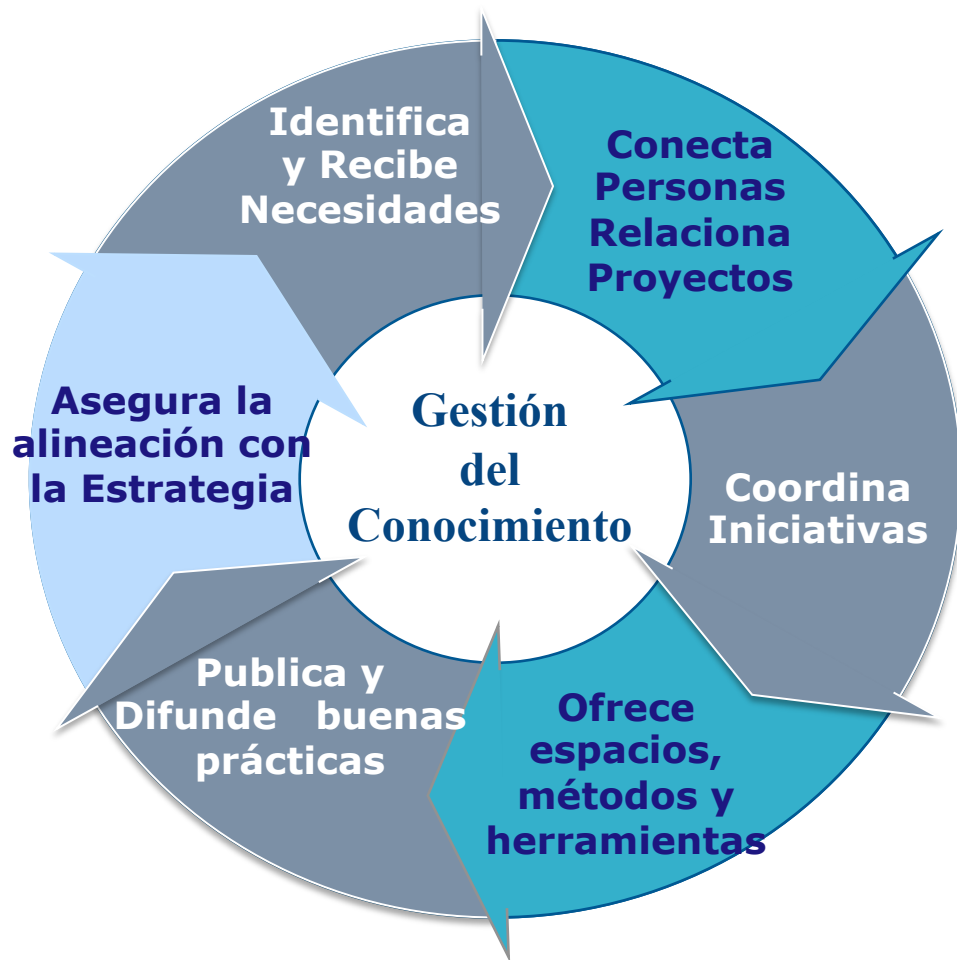 Identifica
y Recibe
Necesidades
Conecta
Personas
Relaciona
Proyectos
Coordina
Iniciativas
Ofrece
espacios,
métodos y
herramientas
Publica y
Difunde buenas
prácticas
Asegura la
alineación con
la Estrategia
Gestión
del
Conocimiento